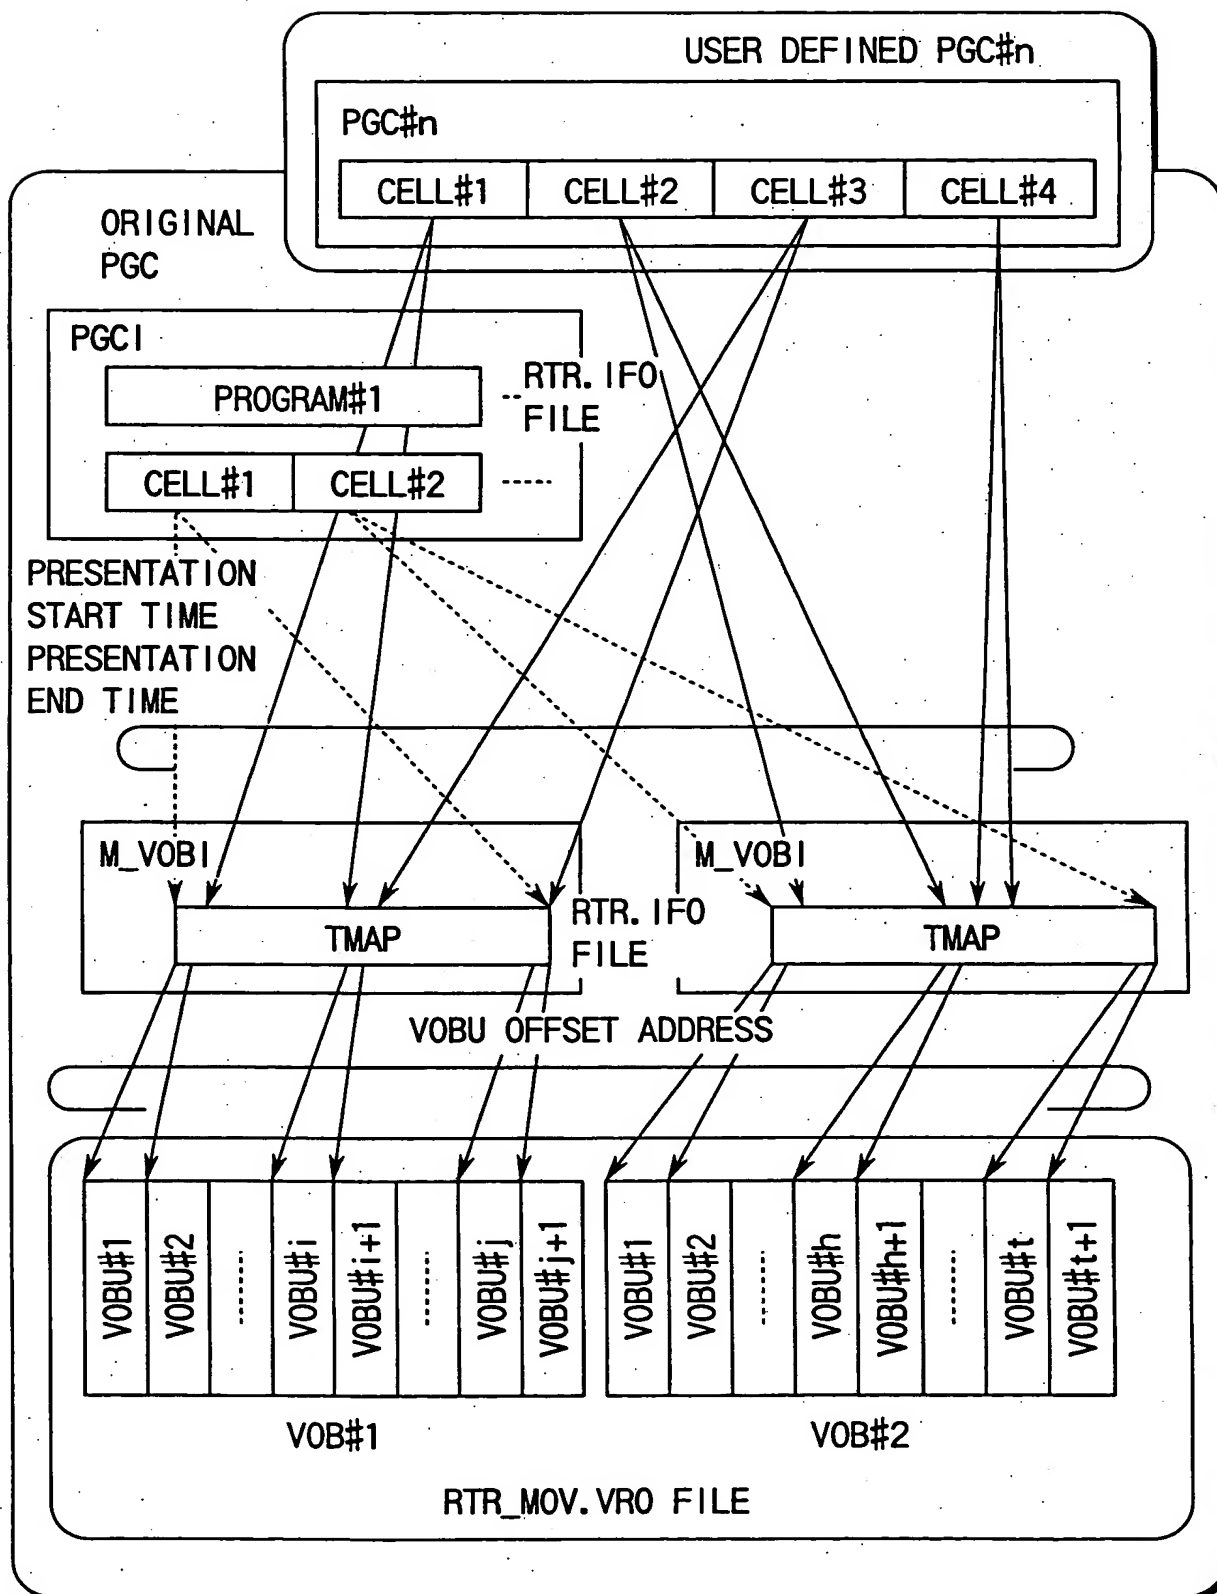 USER DEFINED PGC#n
PGC#n
CELL#1 CELL#2 CELL#3 CELL#4
ORIGINAL
PGC
PGCI
PROGRAM#1
RTR.IFO
FILE
CELL#1 CELL#2
PRESENTATION
START TIME
PRESENTATION
END TIME
M_VOBI
TMAP
RTR.IFO
FILE
M_VOBI
TMAP
VOBU OFFSET ADDRESS
VOBU#1
VOBU#2
VOBU#i
VOBU#i+1
VOBU#j
VOBU#j+1
VOBU#1
VOBU#2
VOBU#h
VOBU#h+1
VOBU#t
VOBU#t+1
VOB#1 VOB#2
RTR_MOV.VRO FILE